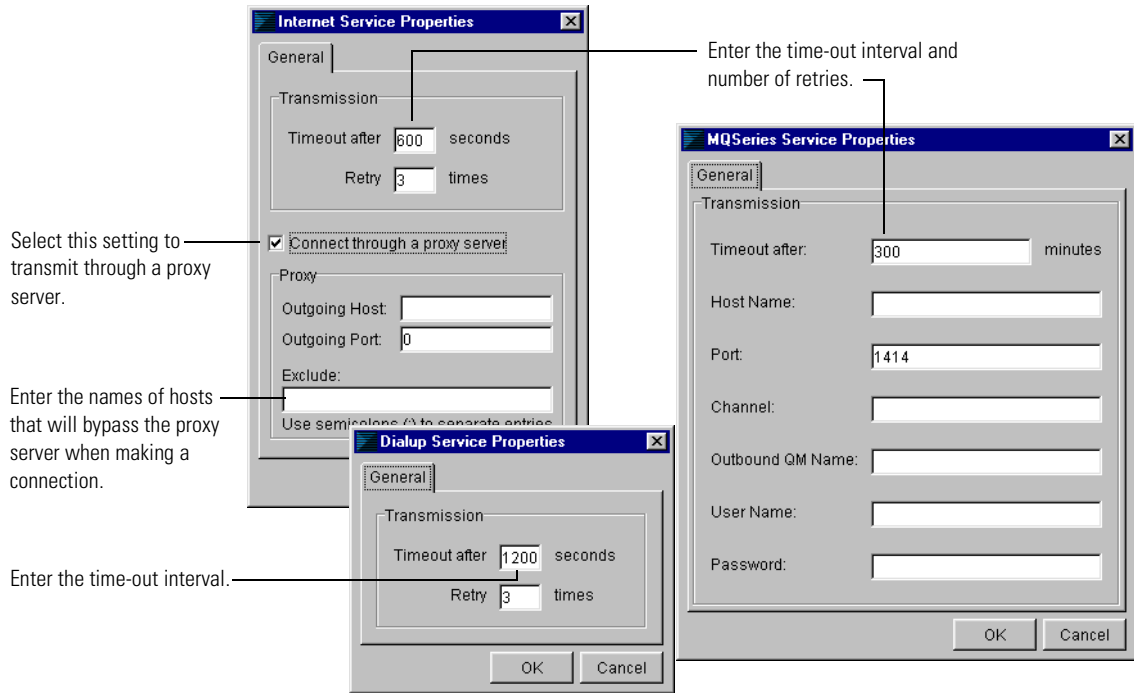 Internet Service Properties
General
Transmission
Timeout after 600 seconds
Retry 3 times
Connect through a proxy server
Proxy
Outgoing Host:
Outgoing Port: 0
Exclude:
Use semicolons (;) to separate entries
Enter the time-out interval and
number of retries.
Select this setting to
transmit through a proxy
server.
Enter the names of hosts
that will bypass the proxy
server when making a
connection.
Enter the time-out interval.
Dialup Service Properties
General
Transmission
Timeout after 1200 seconds
Retry 3 times
OK Cancel
MQSeries Service Properties
General
Transmission
Timeout after: 300 minutes
Host Name:
Port: 1414
Channel:
Outbound QM Name:
User Name:
Password:
OK Cancel